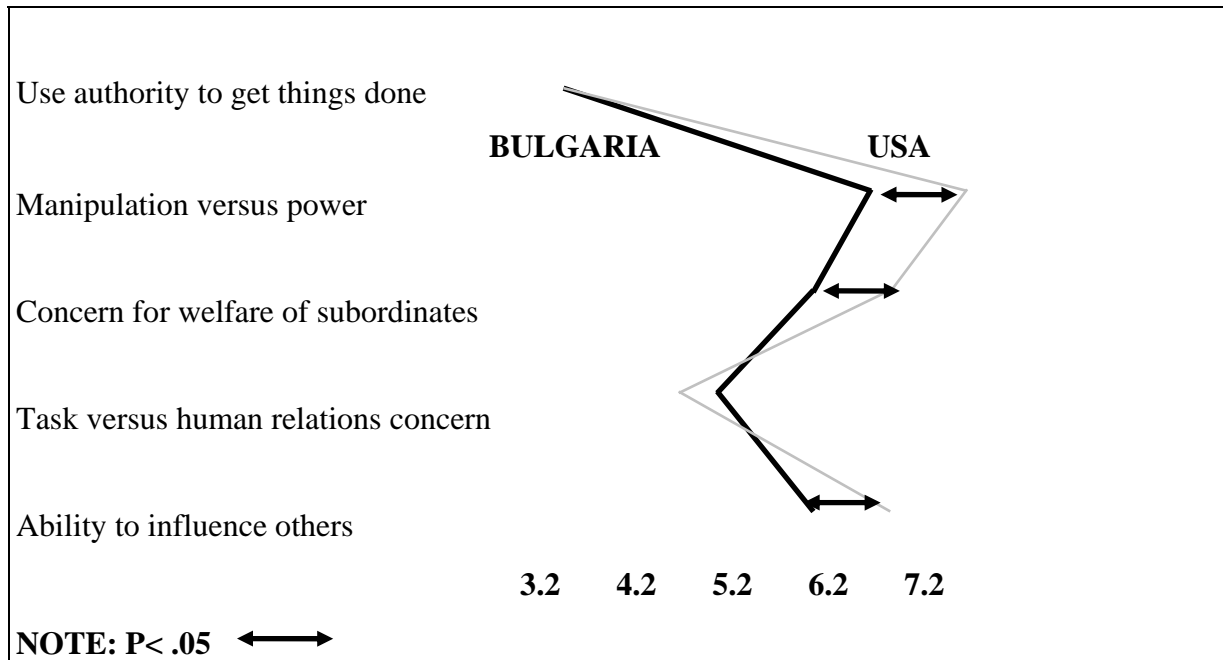 Use authority to get things done
BULGARIA USA
Manipulation versus power
Concern for welfare of subordinates
Task versus human relations concern
Ability to influence others
3.2 4.2 5.2 6.2 7.2
NOTE: P< .05